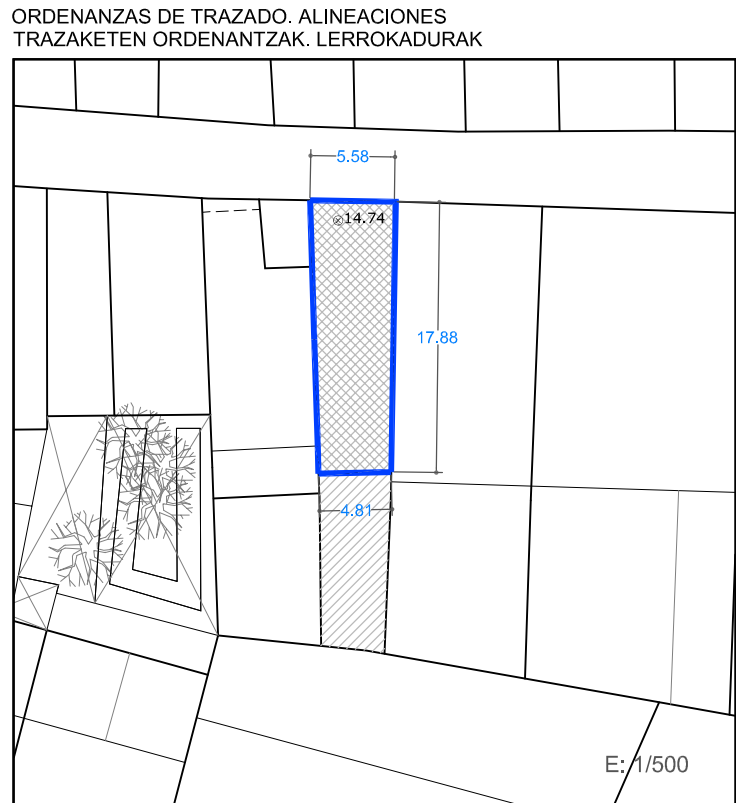 ORDENANZAS DE TRAZADO. ALINEACIONES
TRAZAKETEN ORDENANTZAK. LERROKADURAK
5.58
14.74
17.88
4.81
E: 1/500